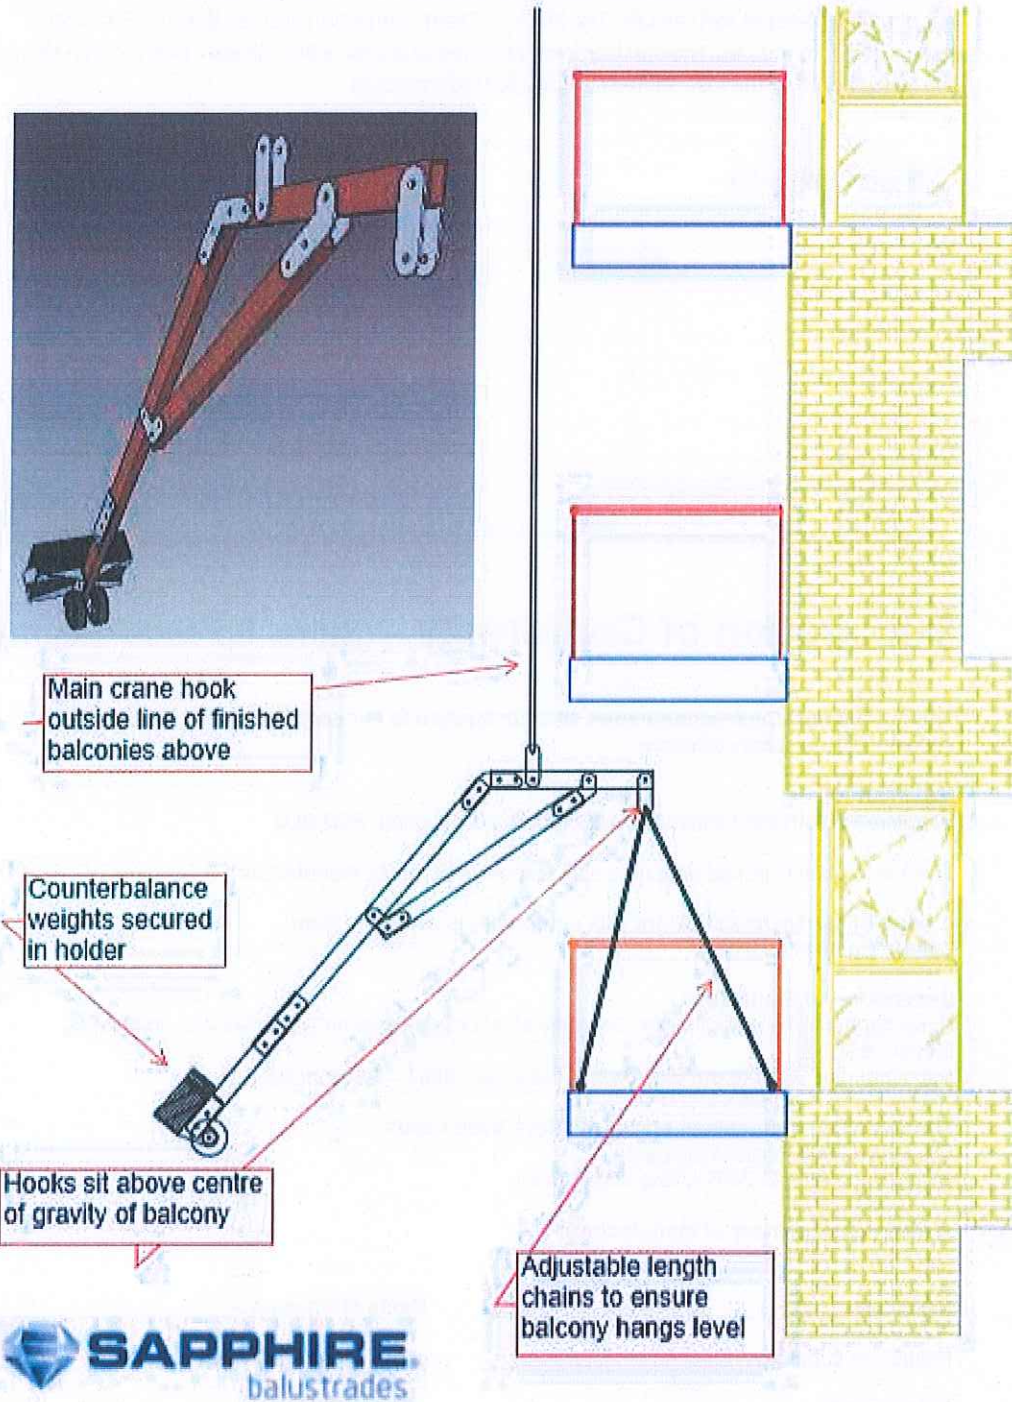 Main crane hook
outside line of finished
balconies above
Counterbalance
weights secured
in holder
Hooks sit above centre
of gravity of balcony
Adjustable length
chains to ensure
balcony hangs level
SAPPHIRE
balustrades